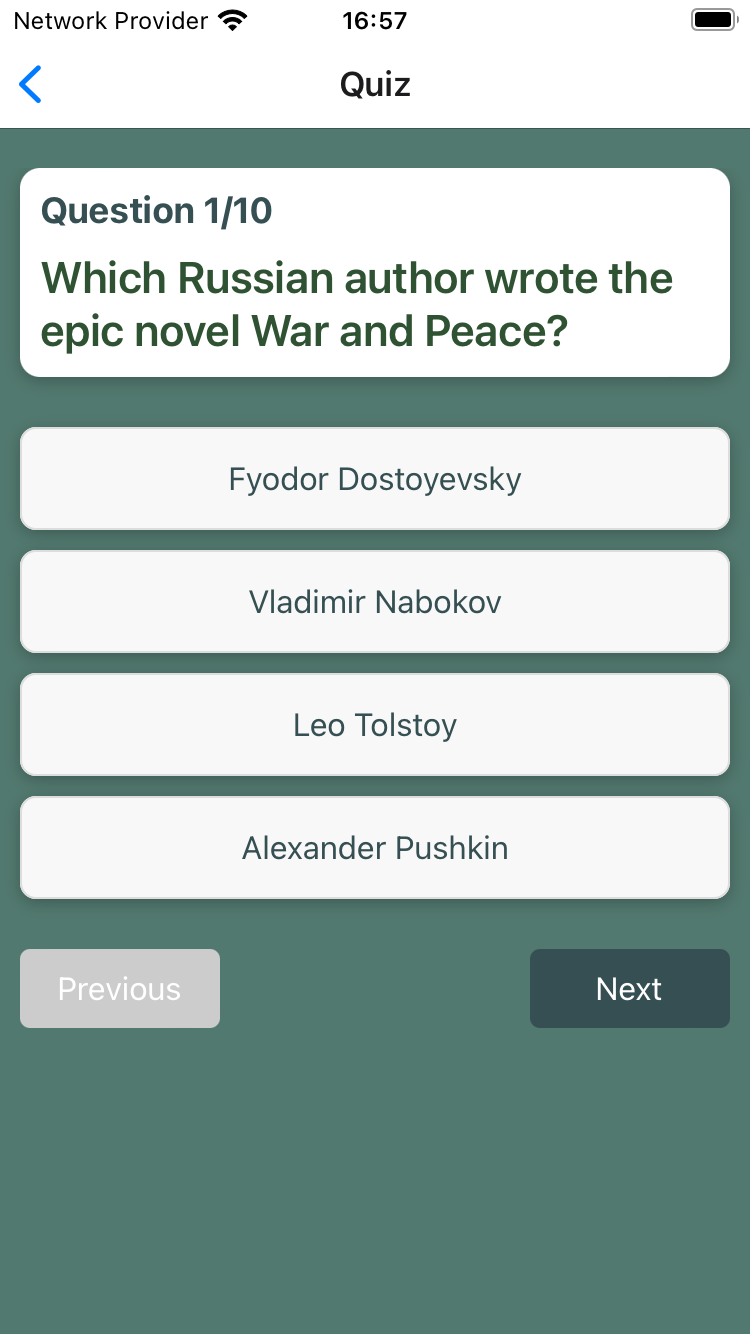 Network Provider 16:57
Quiz
Question 1/10
Which Russian author wrote the
epic novel War and Peace?
Fyodor Dostoyevsky
Vladimir Nabokov
Leo Tolstoy
Alexander Pushkin
Previous Next